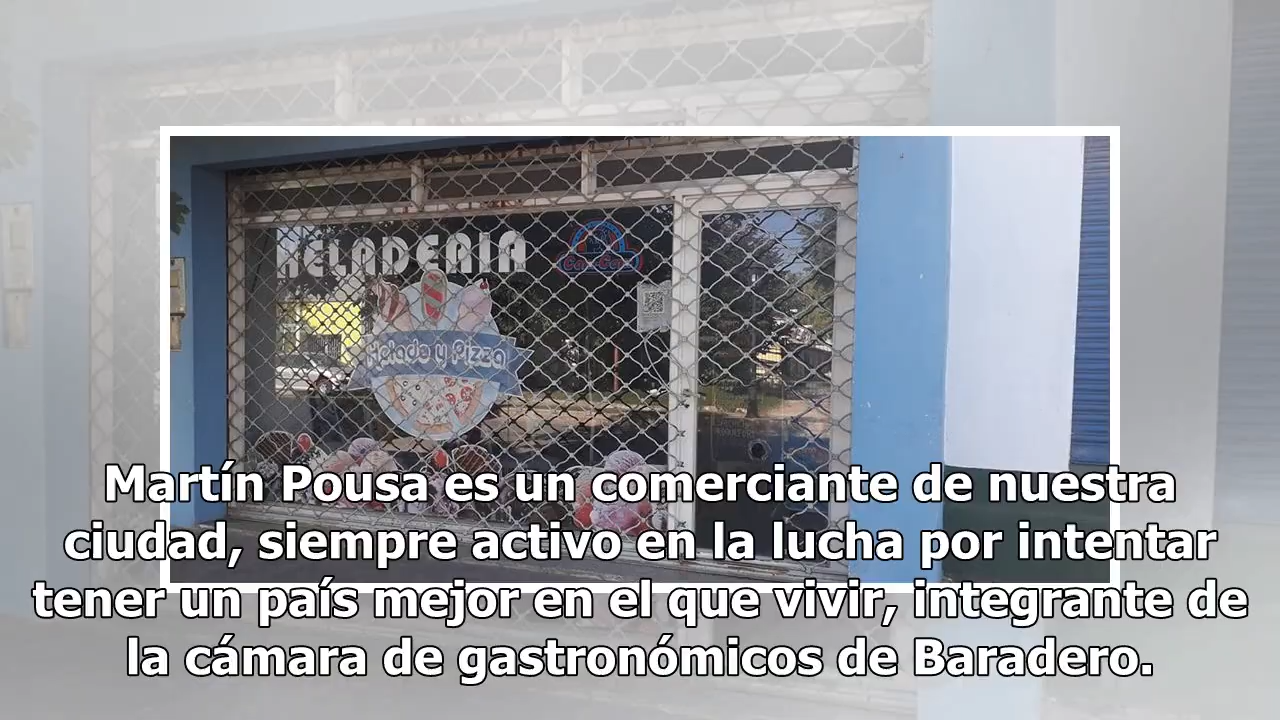 HELADERIA
Helado y Pizza
Martín Pousa es un comerciante de nuestra
ciudad, siempre activo en la lucha por intentar
tener un país mejor en el que vivir, integrante de
la cámara de gastronómicos de Baradero.